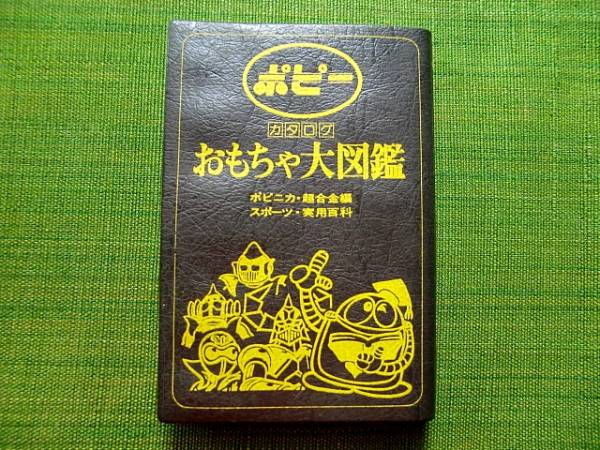 ポピー
カタログ
おもちゃ大図鑑
ポピニカ・超合金編
スポーツ・実用百科